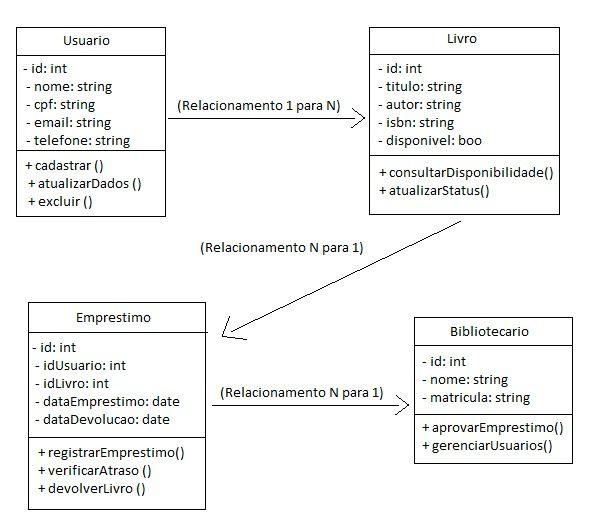 Usuario
- id: int
- nome: string
- cpf: string
- email: string
- telefone: string
+ cadastrar ()
+ atualizarDados ()
+ excluir ()
(Relacionamento 1 para N)
Livro
- id: int
- titulo: string
- autor: string
- isbn: string
- disponivel: boo
+ consultarDisponibilidade()
+ atualizarStatus()
(Relacionamento N para 1)
Emprestimo
- id: int
- idUsuario: int
- idLivro: int
- dataEmprestimo: date
- dataDevolucao: date
+ registrarEmprestimo()
+ verificarAtraso ()
+ devolverLivro ()
(Relacionamento N para 1)
Bibliotecario
- id: int
- nome: string
- matricula: string
+ aprovarEmprestimo()
+ gerenciarUsuarios()